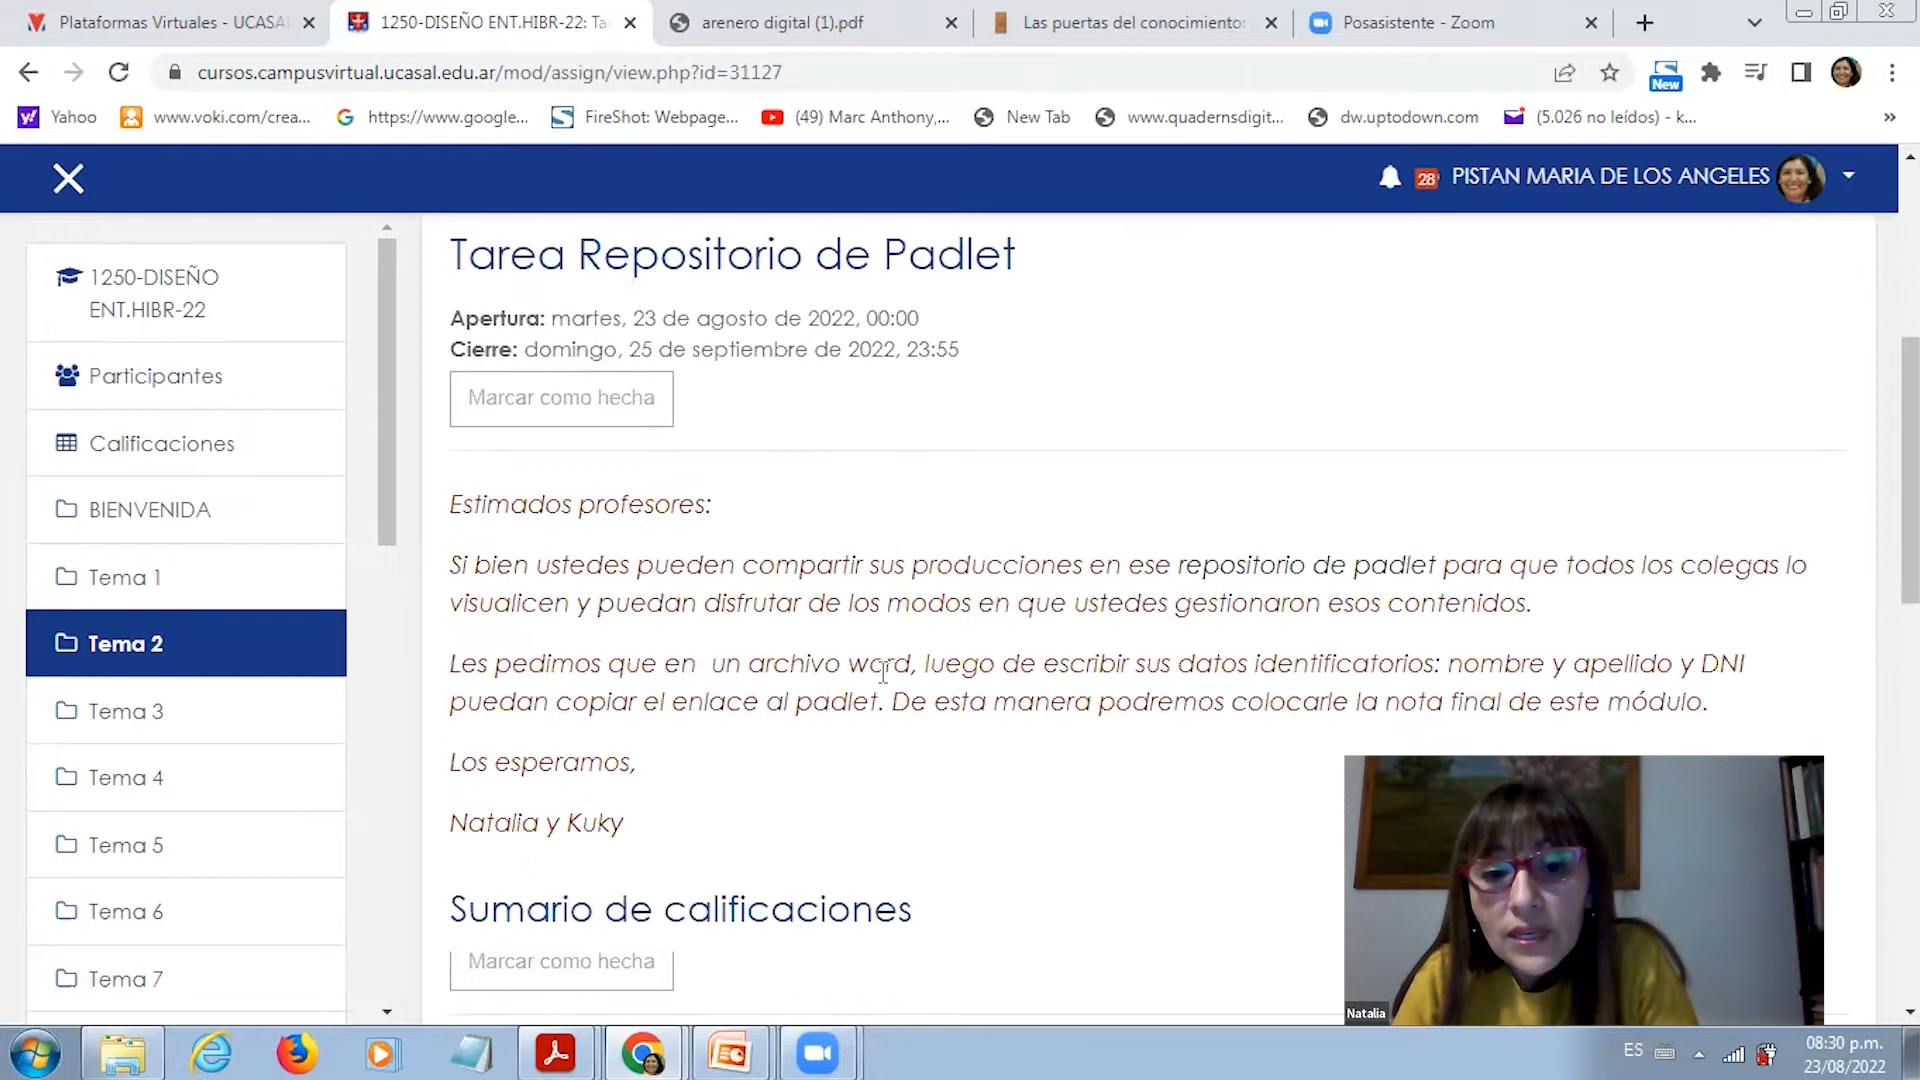 Plataformas Virtuales - UCASAL
1250-DISEÑO ENT.HIBR-22: Ta
arenero digital (1).pdf
Las puertas del conocimiento:
Posasistente - Zoom
cursos.campusvirtual.ucasal.edu.ar/mod/assign/view.php?id=31127
New
Yahoo
www.voki.com/crea...
https://www.google...
FireShot: Webpage...
(49) Marc Anthony,...
New Tab
www.quadernsdigit...
dw.uptodown.com
(5.026 no leídos) - k...
28
PISTAN MARIA DE LOS ANGELES
1250-DISEÑO
ENT.HIBR-22
Participantes
Calificaciones
BIENVENIDA
Tema 1
Tema 2
Tema 3
Tema 4
Tema 5
Tema 6
Tema 7
Tarea Repositorio de Padlet
Apertura: martes, 23 de agosto de 2022, 00:00
Cierre: domingo, 25 de septiembre de 2022, 23:55
Marcar como hecha
Estimados profesores:
Si bien ustedes pueden compartir sus producciones en ese repositorio de padlet para que todos los colegas lo
visualicen y puedan disfrutar de los modos en que ustedes gestionaron esos contenidos.
Les pedimos que en un archivo word, luego de escribir sus datos identificatorios: nombre y apellido y DNI
puedan copiar el enlace al padlet. De esta manera podremos colocarle la nota final de este módulo.
Los esperamos,
Natalia y Kuky
Sumario de calificaciones
Marcar como hecha
Natalia
ES
08:30 p.m.
23/08/2022